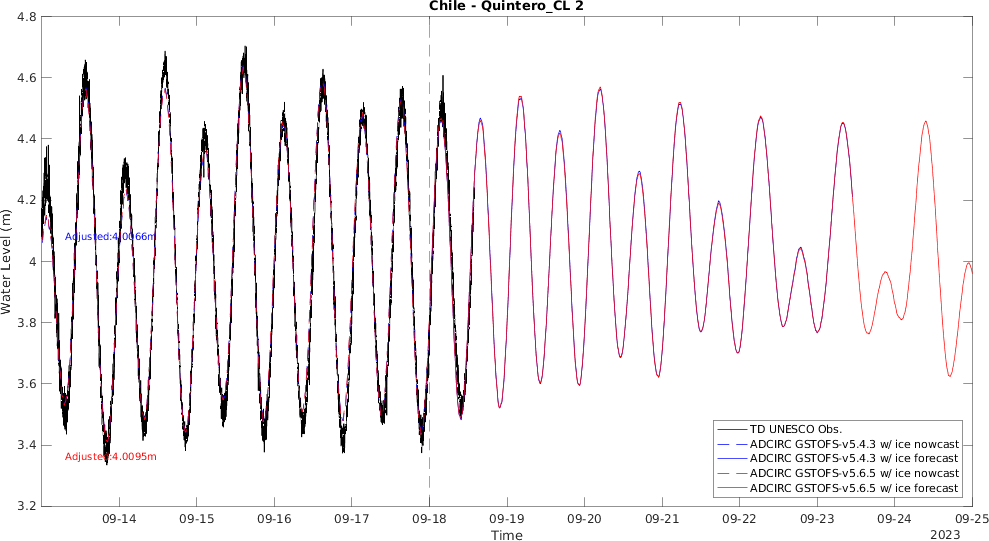 Chile - Quintero_CL 2
4.8
4.6
4.4
4.2
4
3.8
3.6
3.4
3.2
Water Level (m)
Adjusted:4.0066m
Adjusted:4.0095m
TD UNESCO Obs.
ADCIRC GSTOFS-v5.4.3 w/ ice nowcast
ADCIRC GSTOFS-v5.4.3 w/ ice forecast
ADCIRC GSTOFS-v5.6.5 w/ ice nowcast
ADCIRC GSTOFS-v5.6.5 w/ ice forecast
09-14 09-15 09-16 09-17 09-18 09-19 09-20 09-21 09-22 09-23 09-24 09-25
Time
2023